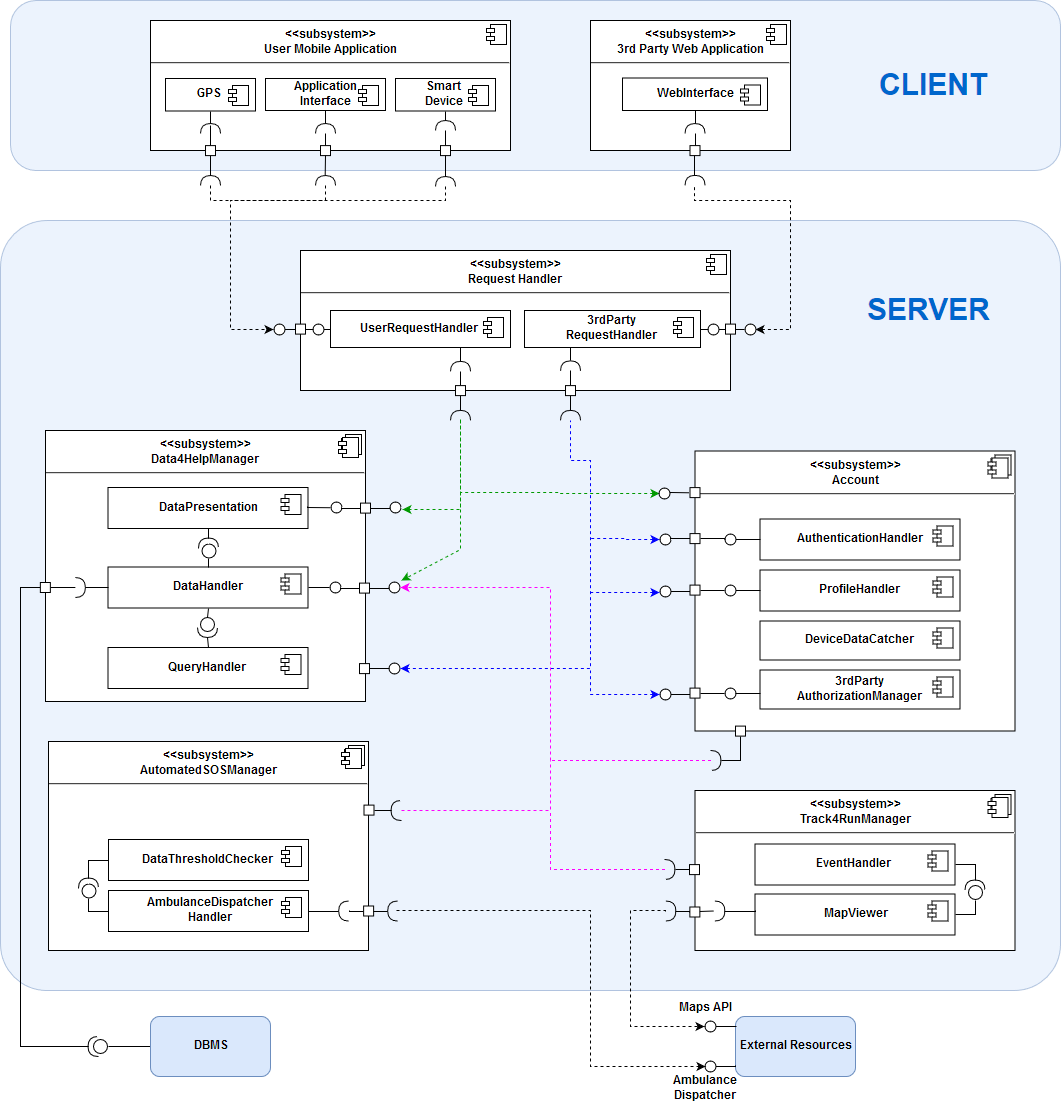 <<subsystem>>
User Mobile Application
GPS
Application
Interface
Smart
Device
<<subsystem>>
3rd Party Web Application
WebInterface
CLIENT
<<subsystem>>
Request Handler
UserRequestHandler
3rdParty
RequestHandler
SERVER
<<subsystem>>
Data4HelpManager
DataPresentation
DataHandler
QueryHandler
<<subsystem>>
Account
AuthenticationHandler
ProfileHandler
DeviceDataCatcher
3rdParty
AuthorizationManager
<<subsystem>>
AutomatedSOSManager
DataThresholdChecker
AmbulanceDispatcher
Handler
<<subsystem>>
Track4RunManager
EventHandler
MapViewer
DBMS
Maps API
External Resources
Ambulance
Dispatcher